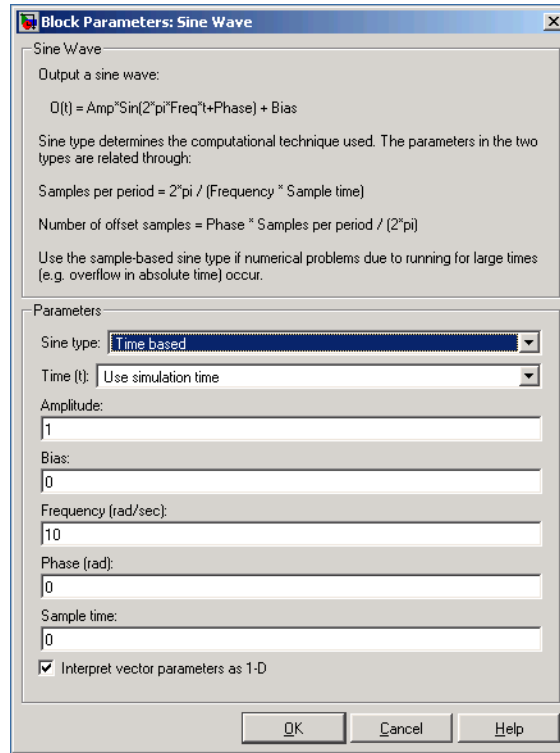 Block Parameters: Sine Wave
Sine Wave
Output a sine wave:
O(t) = Amp*Sin(2*pi*Freq*t+Phase) + Bias
Sine type determines the computational technique used. The parameters in the two
types are related through:
Samples per period = 2*pi / (Frequency * Sample time)
Number of offset samples = Phase * Samples per period / (2*pi)
Use the sample-based sine type if numerical problems due to running for large times
(e.g. overflow in absolute time) occur.
Parameters
Sine type: Time based
Time (t): Use simulation time
Amplitude:
1
Bias:
0
Frequency (rad/sec):
10
Phase (rad):
0
Sample time:
0
Interpret vector parameters as 1-D
OK Cancel Help